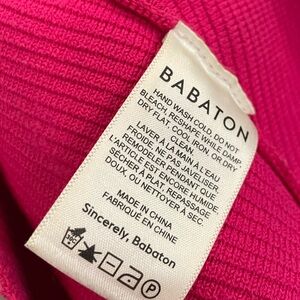 BABATON
HAND WASH COLD, DO NOT
BLEACH, RESHAPE WHILE DAMP,
DRY FLAT, COOL IRON, OR DRY
CLEAN.
LAVER À LA MAIN À L'EAU
FROIDE, NE PAS JAVELISER,
REMODELER PENDANT QUE
L'ARTICLE EST ENCORE HUMIDE,
SÉCHER À PLAT, REPASSAGE
DOUX, OU NETTOYER À SEC
MADE IN CHINA
FABRIQUÉ EN CHINE
Sincerely, Babaton
P